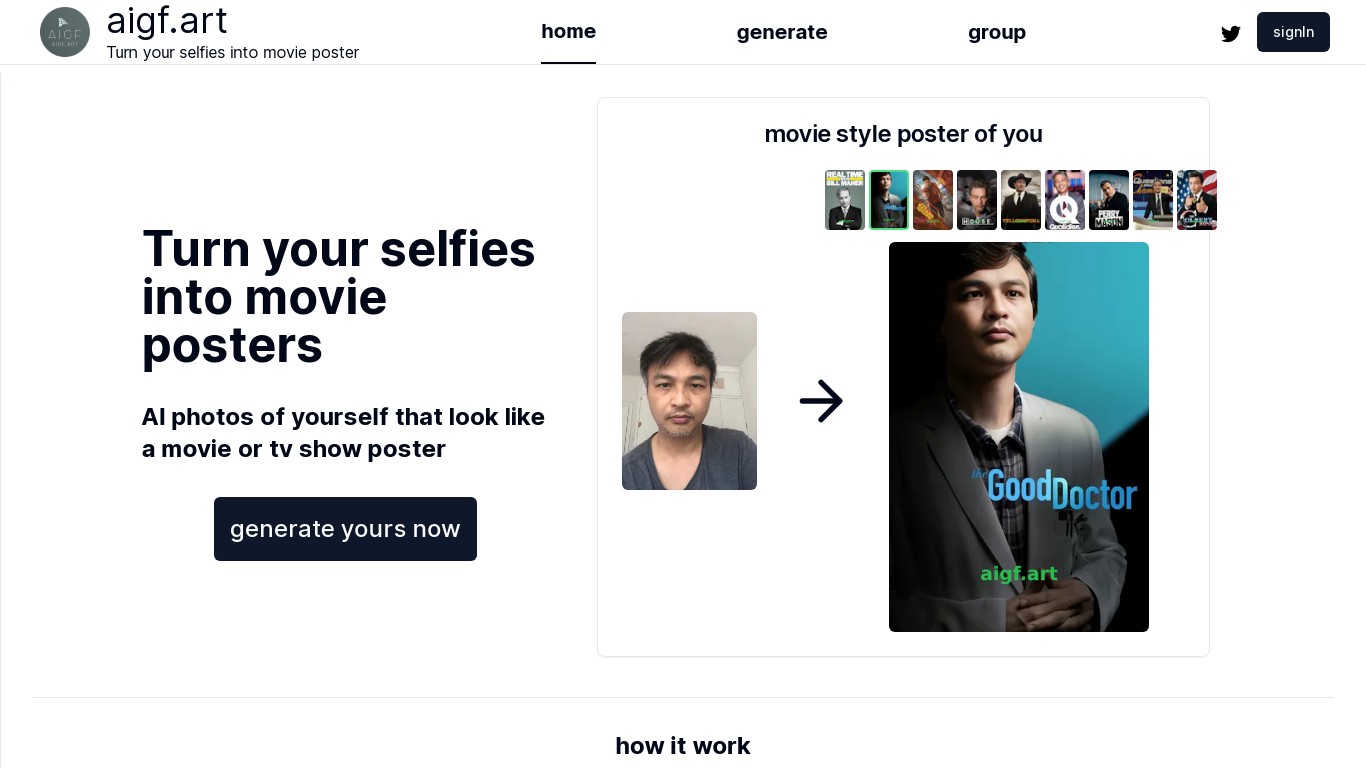 AIGF
AIGF.ART
aigf.art
Turn your selfies into movie poster
home
generate
group
signIn
movie style poster of you
REAL TIME
BILL MAHER
HOUSE
Q
Quotidien
PERRY
MASON
Turn your selfies
into movie
posters
AI photos of yourself that look like
a movie or tv show poster
generate yours now
the
Good Doctor
aigf.art
how it work